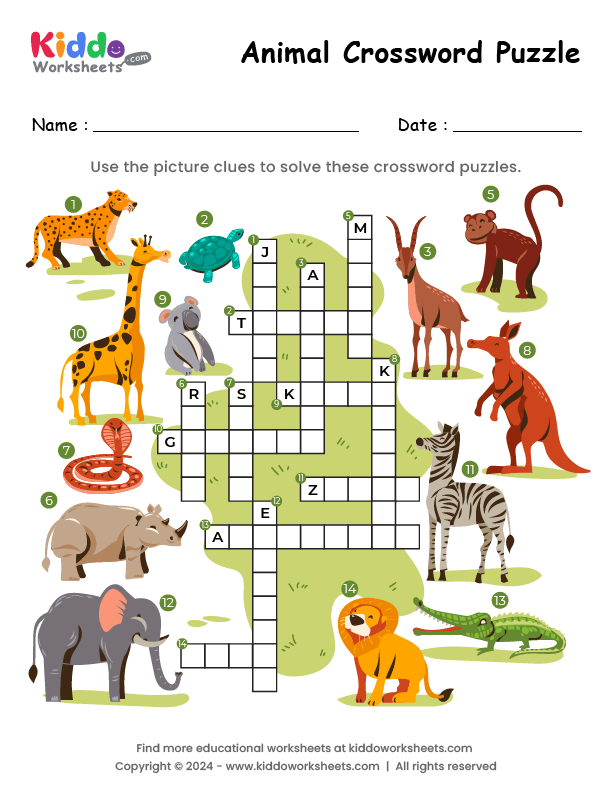 Kiddo
Worksheets .com
Animal Crossword Puzzle
Name :
Date :
Use the picture clues to solve these crossword puzzles.
1
2
3
5
9
10
8
7
6
11
12
14
13
5 M
1 J
3 A
2 T
8 K
6 R
7 S
9 K
10 G
11 Z
12 E
13 A
14
Find more educational worksheets at kiddoworksheets.com
Copyright © 2024 - www.kiddoworksheets.com | All rights reserved